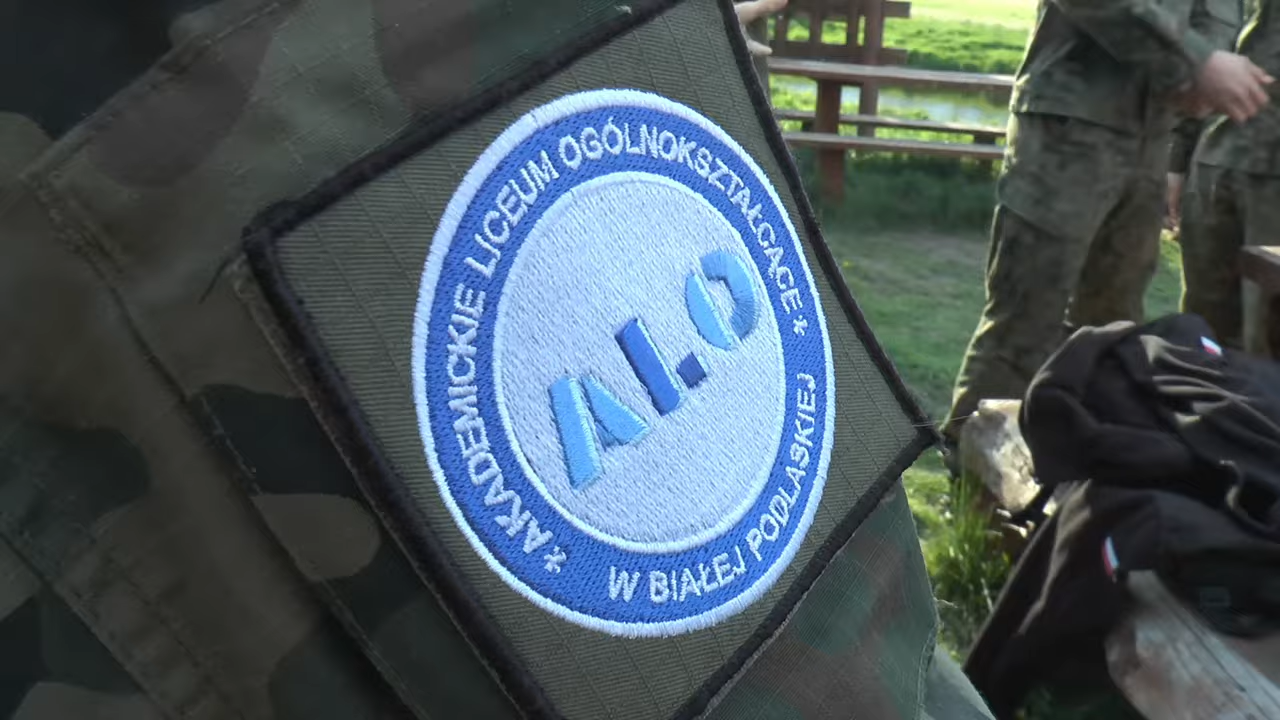 * AKADEMICKIE LICEUM OGÓLNOKSZTAŁCĄCE *
W BIAŁEJ PODLASKIEJ
ALO